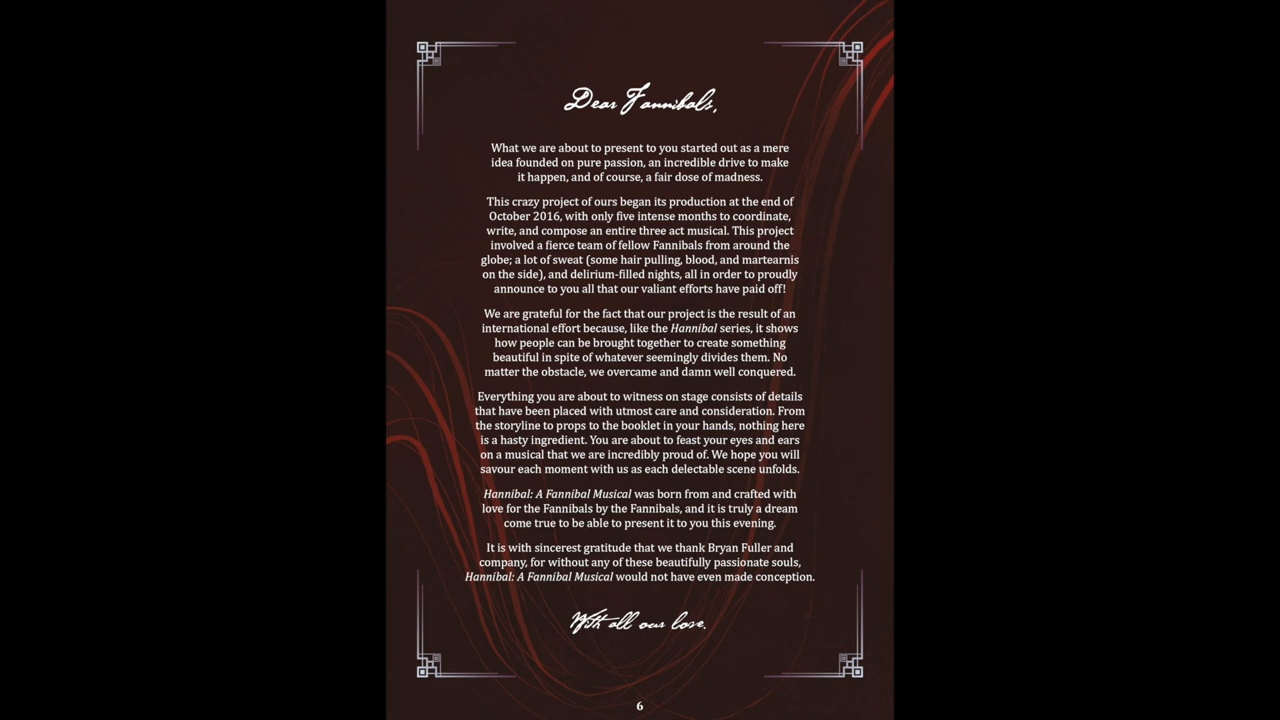 Dear Fannibals,
What we are about to present to you started out as a mere
idea founded on pure passion, an incredible drive to make
it happen, and of course, a fair dose of madness.
This crazy project of ours began its production at the end of
October 2016, with only five intense months to coordinate,
write, and compose an entire three act musical. This project
involved a fierce team of fellow Fannibals from around the
globe; a lot of sweat (some hair pulling, blood, and martearnis
on the side), and delirium-filled nights, all in order to proudly
announce to you all that our valiant efforts have paid off!
We are grateful for the fact that our project is the result of an
international effort because, like the Hannibal series, it shows
how people can be brought together to create something
beautiful in spite of whatever seemingly divides them. No
matter the obstacle, we overcame and damn well conquered.
Everything you are about to witness on stage consists of details
that have been placed with utmost care and consideration. From
the storyline to props to the booklet in your hands, nothing here
is a hasty ingredient. You are about to feast your eyes and ears
on a musical that we are incredibly proud of. We hope you will
savour each moment with us as each delectable scene unfolds.
Hannibal: A Fannibal Musical was born from and crafted with
love for the Fannibals by the Fannibals, and it is truly a dream
come true to be able to present it to you this evening.
It is with sincerest gratitude that we thank Bryan Fuller and
company, for without any of these beautifully passionate souls,
Hannibal: A Fannibal Musical would not have even made conception.
With all our love.
6